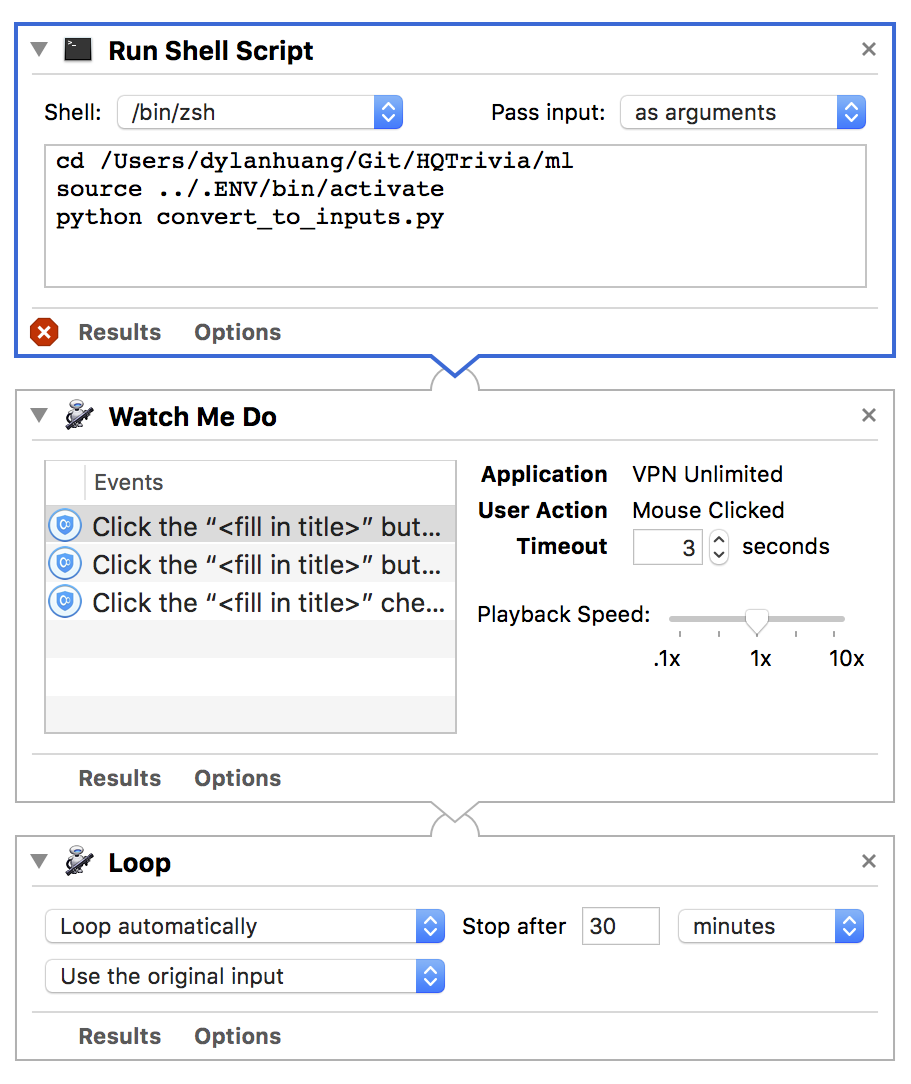 Run Shell Script
Shell: /bin/zsh Pass input: as arguments
cd /Users/dylanhuang/Git/HQTrivia/ml
source ../.ENV/bin/activate
python convert_to_inputs.py
Results Options
Watch Me Do
Events
Click the “<fill in title>” but...
Click the “<fill in title>” but...
Click the “<fill in title>” che...
Application VPN Unlimited
User Action Mouse Clicked
Timeout 3 seconds
Playback Speed:
.1x 1x 10x
Results Options
Loop
Loop automatically Stop after 30 minutes
Use the original input
Results Options